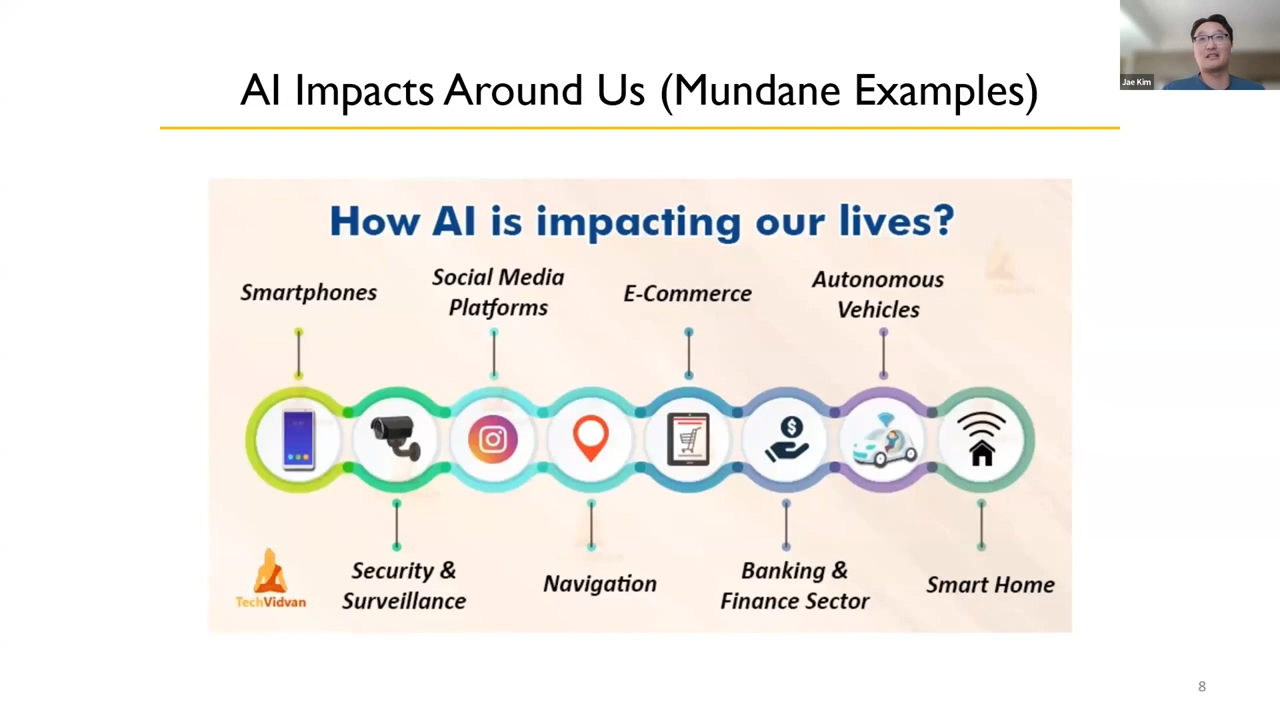 AI Impacts Around Us (Mundane Examples)
Jae Kim
How AI is impacting our lives?
Smartphones
Social Media
Platforms
E-Commerce
Autonomous
Vehicles
Security &
Surveillance
Navigation
Banking &
Finance Sector
Smart Home
TechVidvan
8